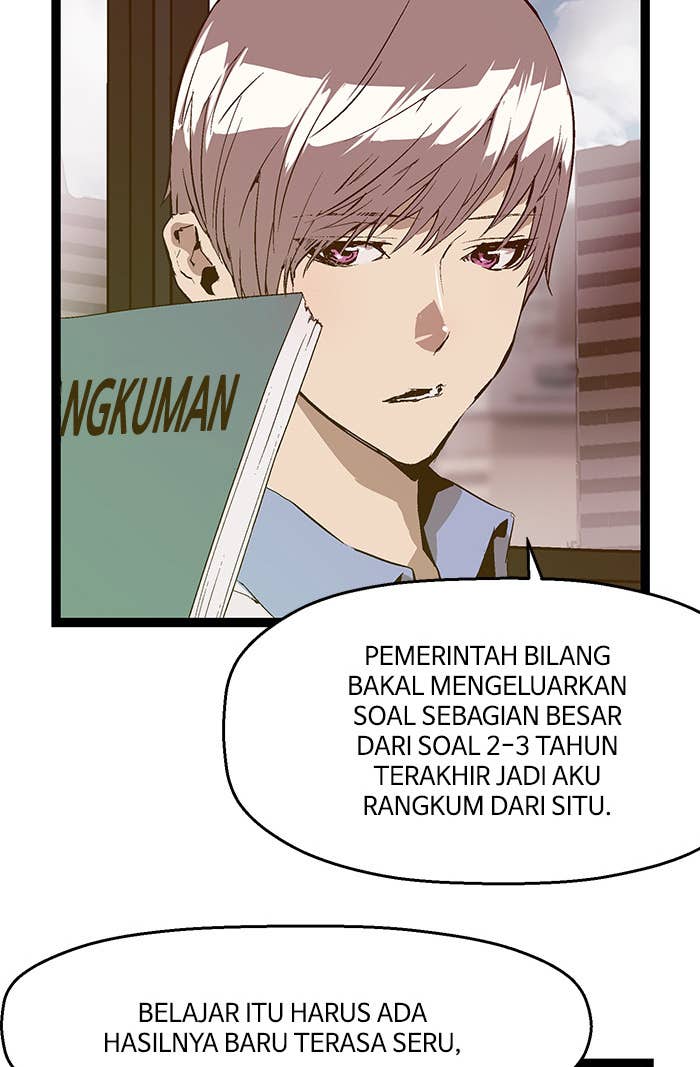 ANGKUMAN
PEMERINTAH BILANG
BAKAL MENGELUARKAN
SOAL SEBAGIAN BESAR
DARI SOAL 2-3 TAHUN
TERAKHIR JADI AKU
RANGKUM DARI SITU.
BELAJAR ITU HARUS ADA
HASILNYA BARU TERASA SERU,